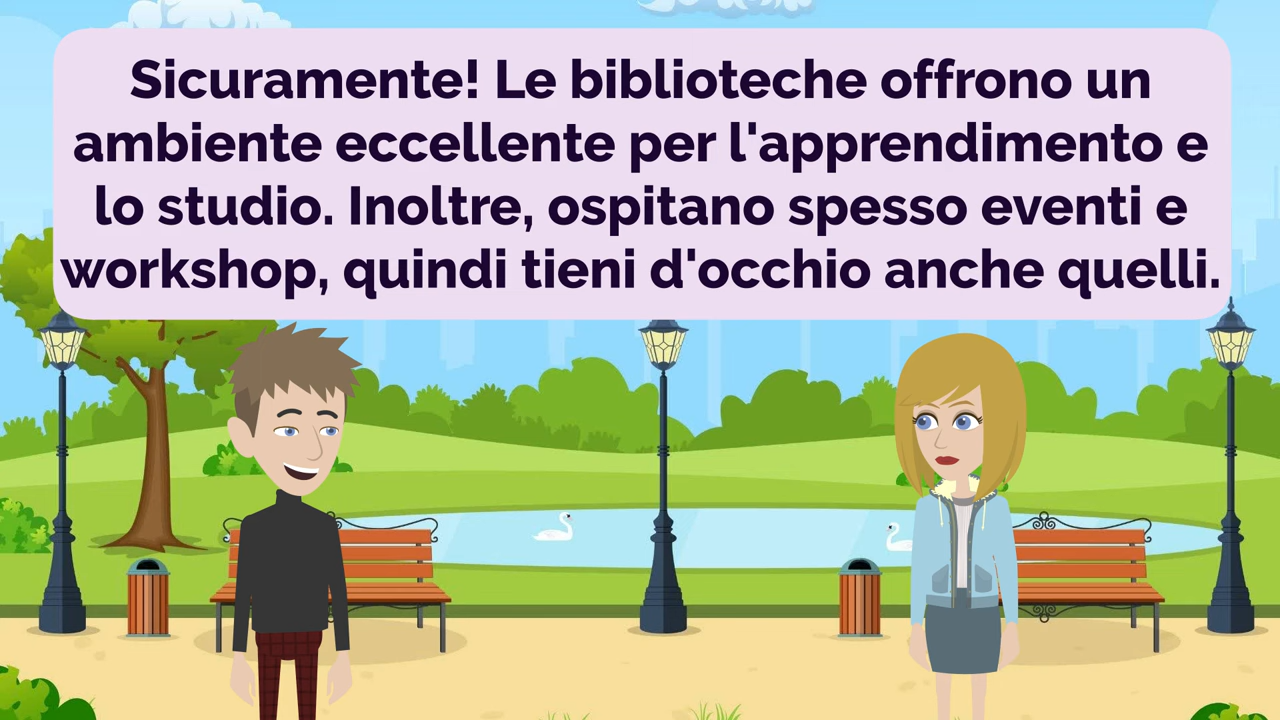 Sicuramente! Le biblioteche offrono un
ambiente eccellente per l'apprendimento e
lo studio. Inoltre, ospitano spesso eventi e
workshop, quindi tieni d'occhio anche quelli.